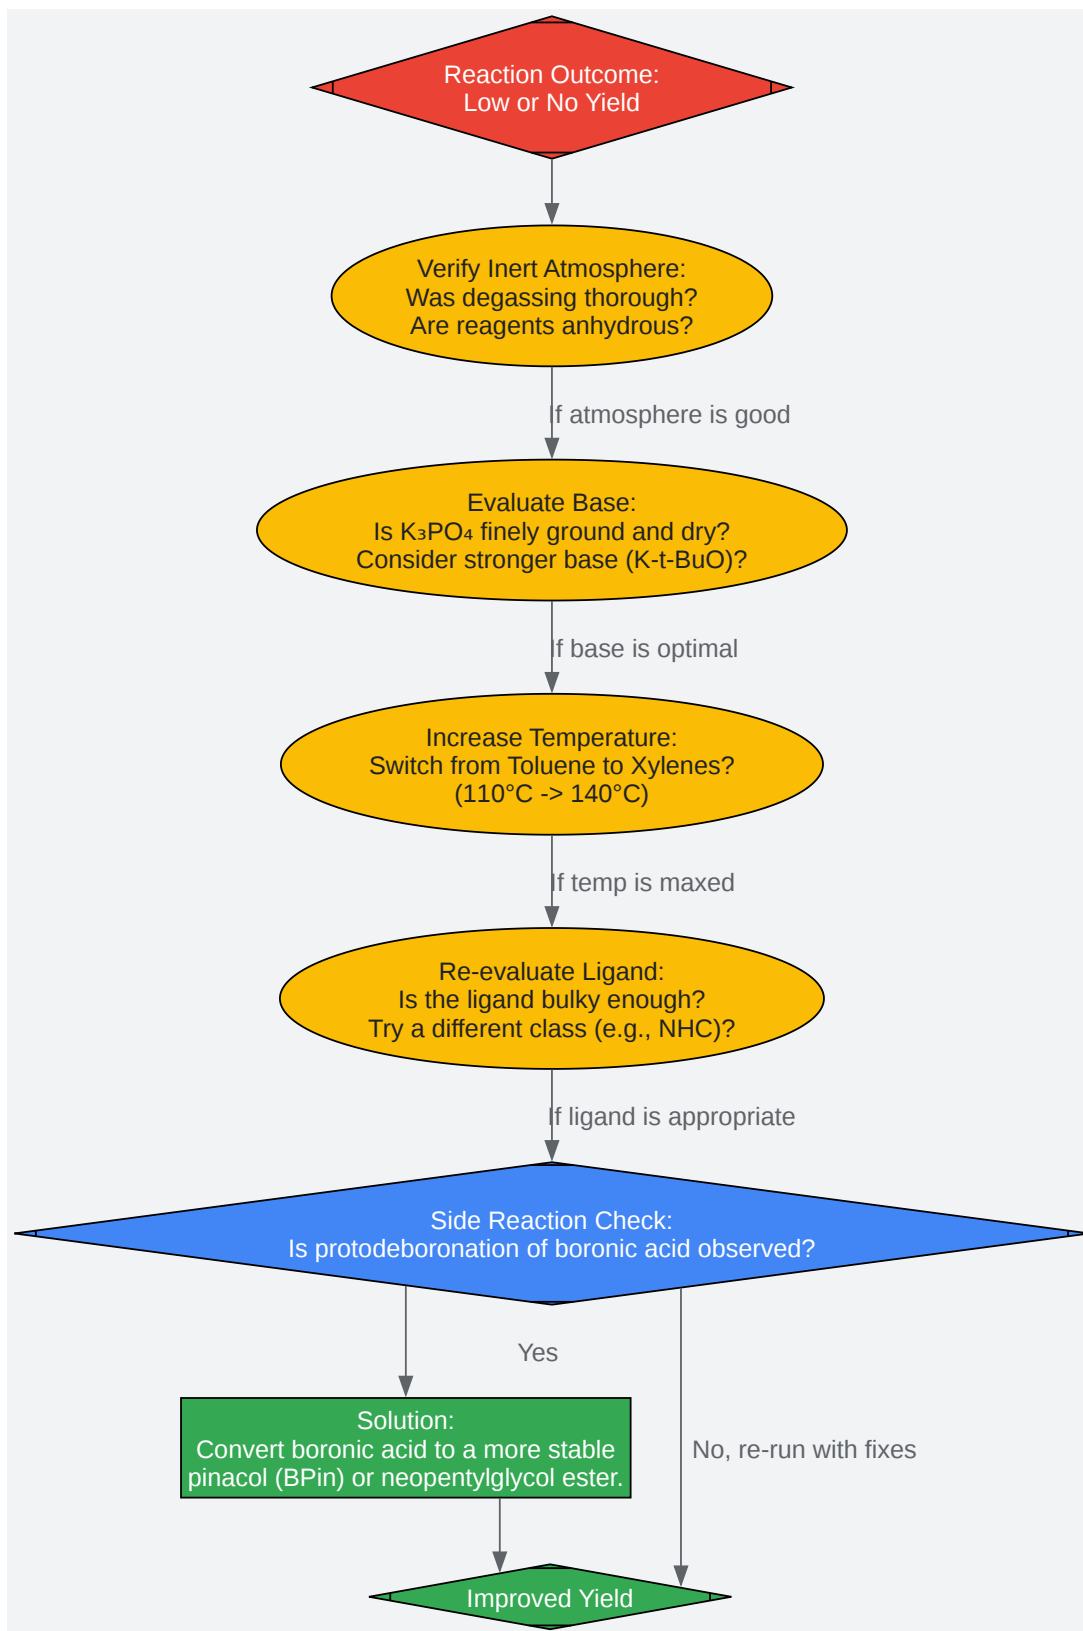 Reaction Outcome:
Low or No Yield
Verify Inert Atmosphere:
Was degassing thorough?
Are reagents anhydrous?
If atmosphere is good
Evaluate Base:
Is K₃PO₄ finely ground and dry?
Consider stronger base (K-t-BuO)?
If base is optimal
Increase Temperature:
Switch from Toluene to Xylenes?
(110°C -> 140°C)
If temp is maxed
Re-evaluate Ligand:
Is the ligand bulky enough?
Try a different class (e.g., NHC)?
If ligand is appropriate
Side Reaction Check:
Is protodeboronation of boronic acid observed?
Yes
Solution:
Convert boronic acid to a more stable
pinacol (BPin) or neopentylglycol ester.
No, re-run with fixes
Improved Yield